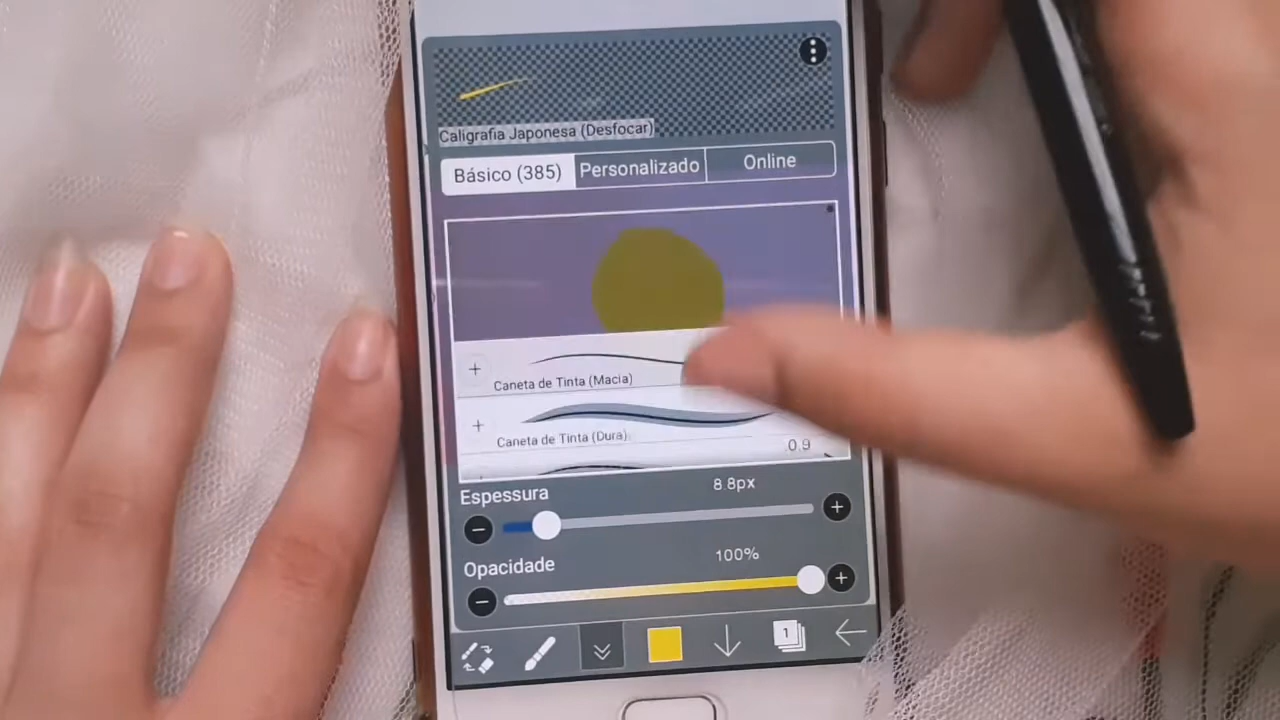 Caligrafia Japonesa (Desfocar)
Básico (385) Personalizado Online
Caneta de Tinta (Macia)
Caneta de Tinta (Dura)
0.9
Espessura 8.8px
Opacidade 100%
1